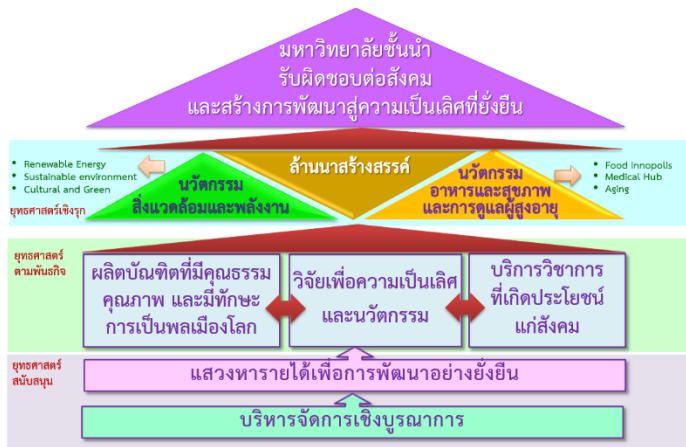 มหาวิทยาลัยชั้นนำ
รับผิดชอบต่อสังคม
และสร้างการพัฒนาสู่ความเป็นเลิศที่ยั่งยืน
Renewable Energy
Sustainable environment
Cultural and Green
ยุทธศาสตร์เชิงรุก
นวัตกรรม
สิ่งแวดล้อมและพลังงาน
ล้านนาสร้างสรรค์
นวัตกรรม
อาหารและสุขภาพ
และการดูแลผู้สูงอายุ
Food Innopolls
Medical Hub
Aging
ยุทธศาสตร์
ตามพันธกิจ
ผลิตบัณฑิตที่มีคุณธรรม
คุณภาพ และมีทักษะ
การเป็นพลเมืองโลก
วิจัยเพื่อความเป็นเลิศ
และนวัตกรรม
บริการวิชาการ
ที่เกิดประโยชน์
แก่สังคม
ยุทธศาสตร์
สนับสนุน
แสวงหารายได้เพื่อการพัฒนาอย่างยั่งยืน
บริหารจัดการเชิงบูรณาการ